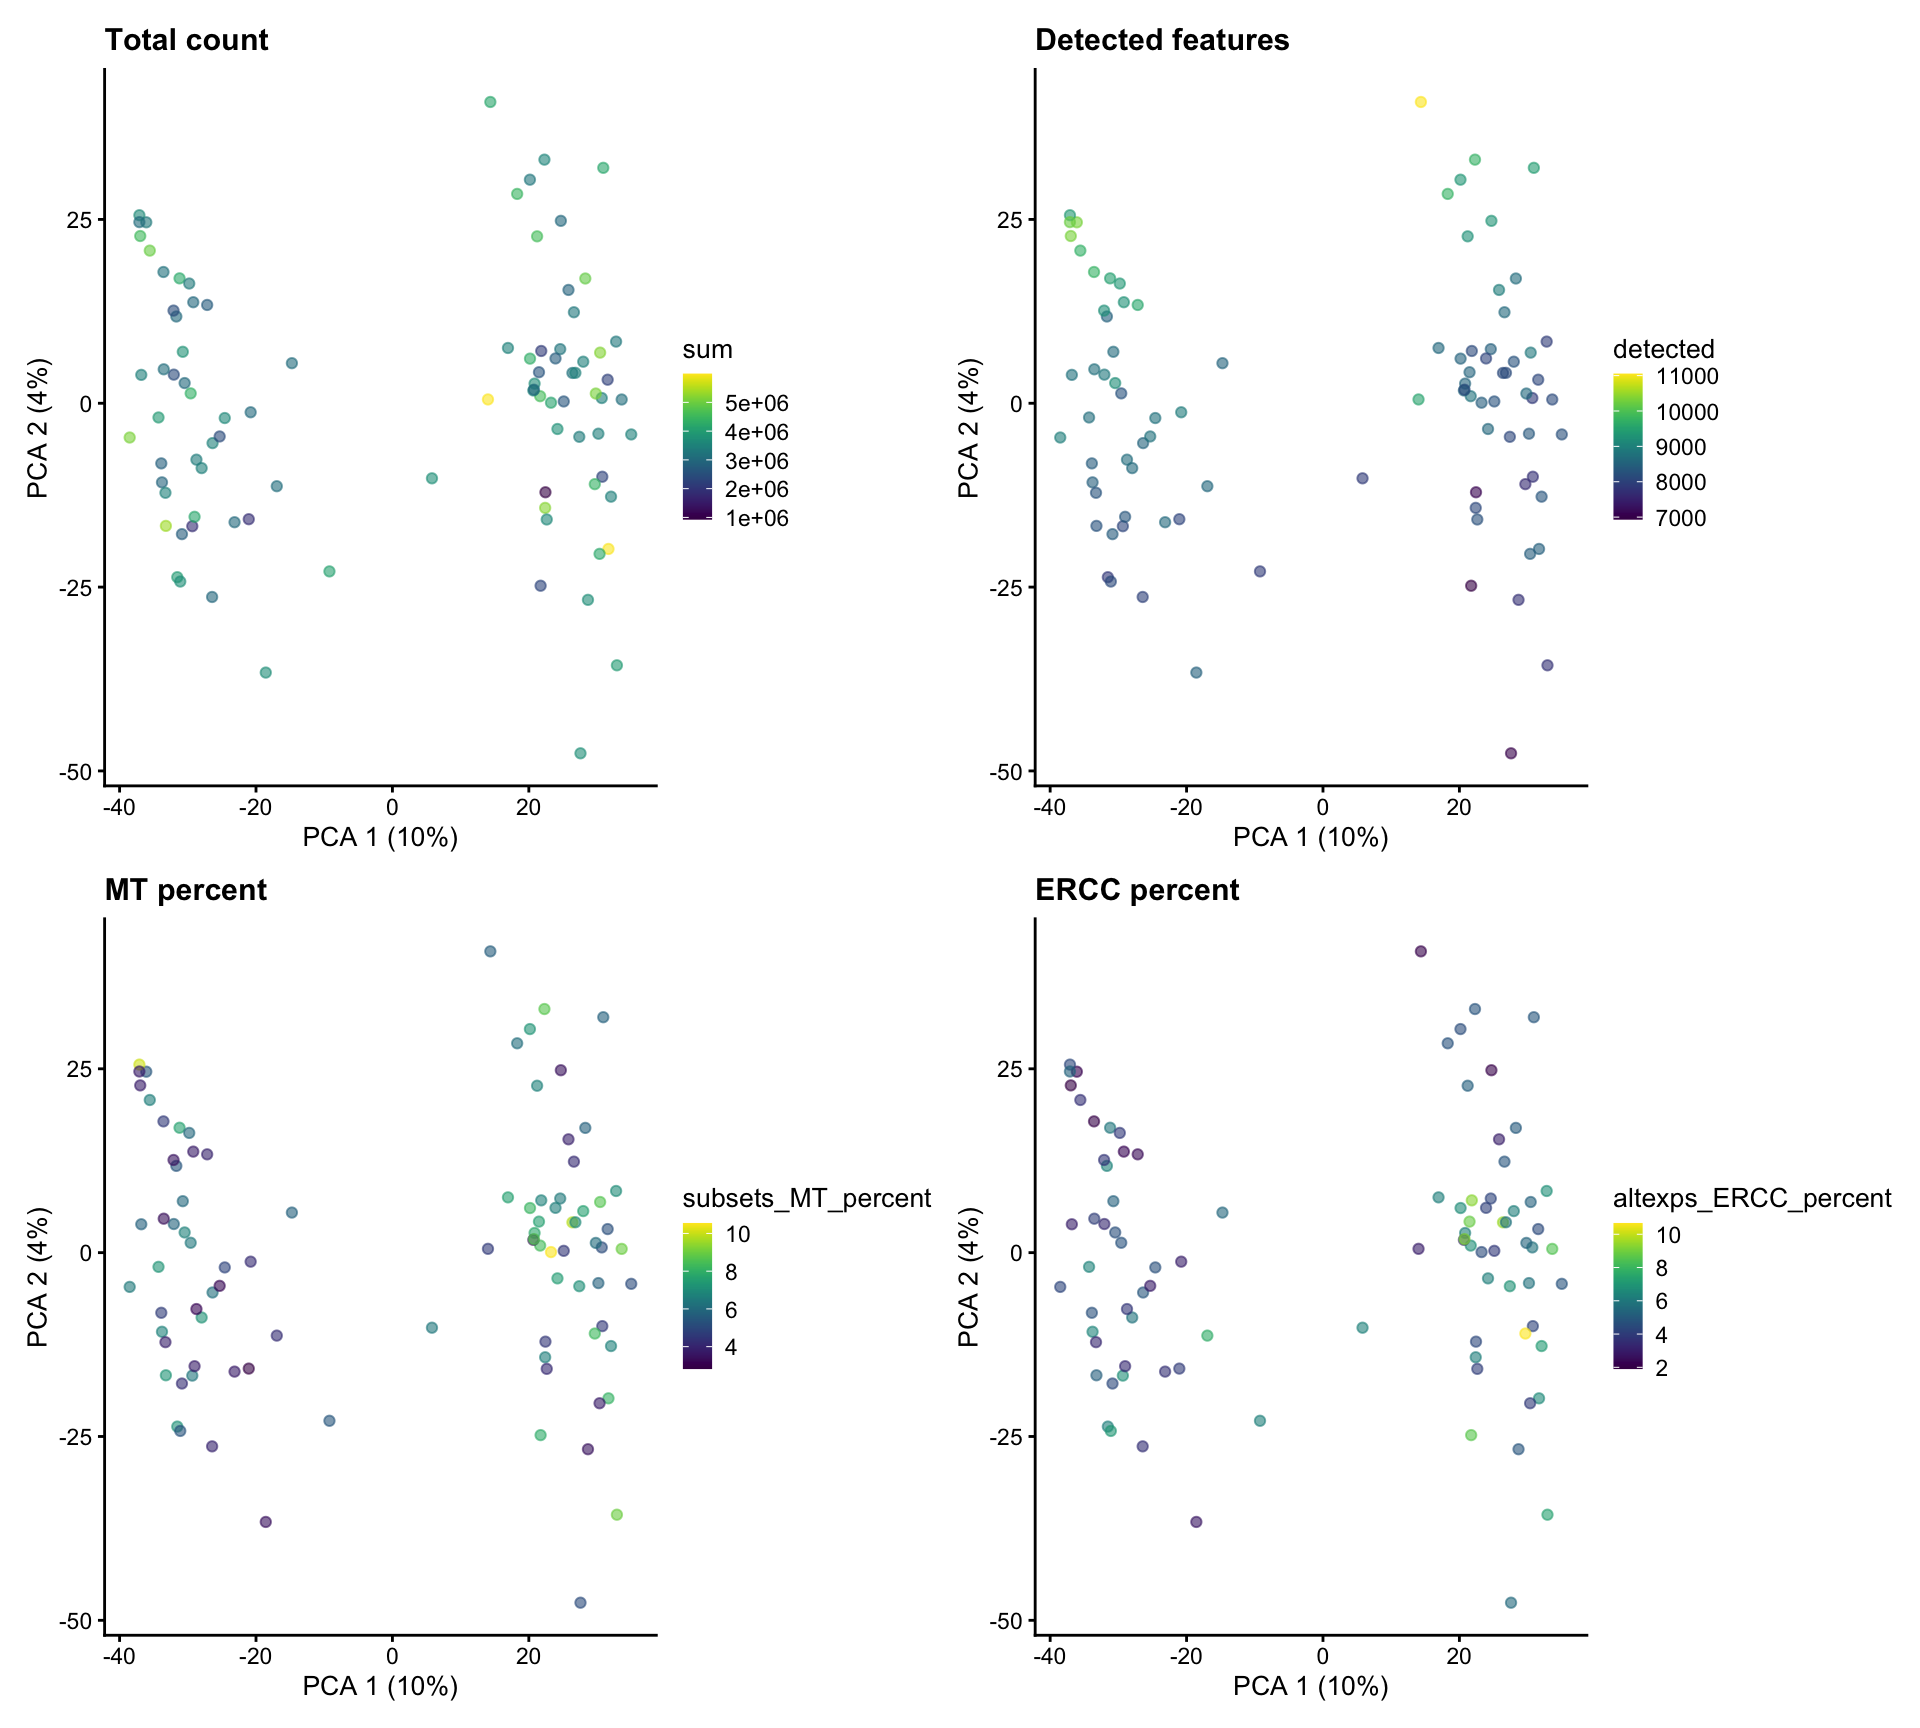 Total count
PCA 2 (4%)
25
0
-25
-50
-40
-20
0
20
PCA 1 (10%)
sum
5e+06
4e+06
3e+06
2e+06
1e+06
Detected features
PCA 2 (4%)
25
0
-25
-50
-40
-20
0
20
PCA 1 (10%)
detected
11000
10000
9000
8000
7000
MT percent
PCA 2 (4%)
25
0
-25
-50
-40
-20
0
20
PCA 1 (10%)
subsets_MT_percent
10
8
6
4
ERCC percent
PCA 2 (4%)
25
0
-25
-50
-40
-20
0
20
PCA 1 (10%)
altexps_ERCC_percent
10
8
6
4
2